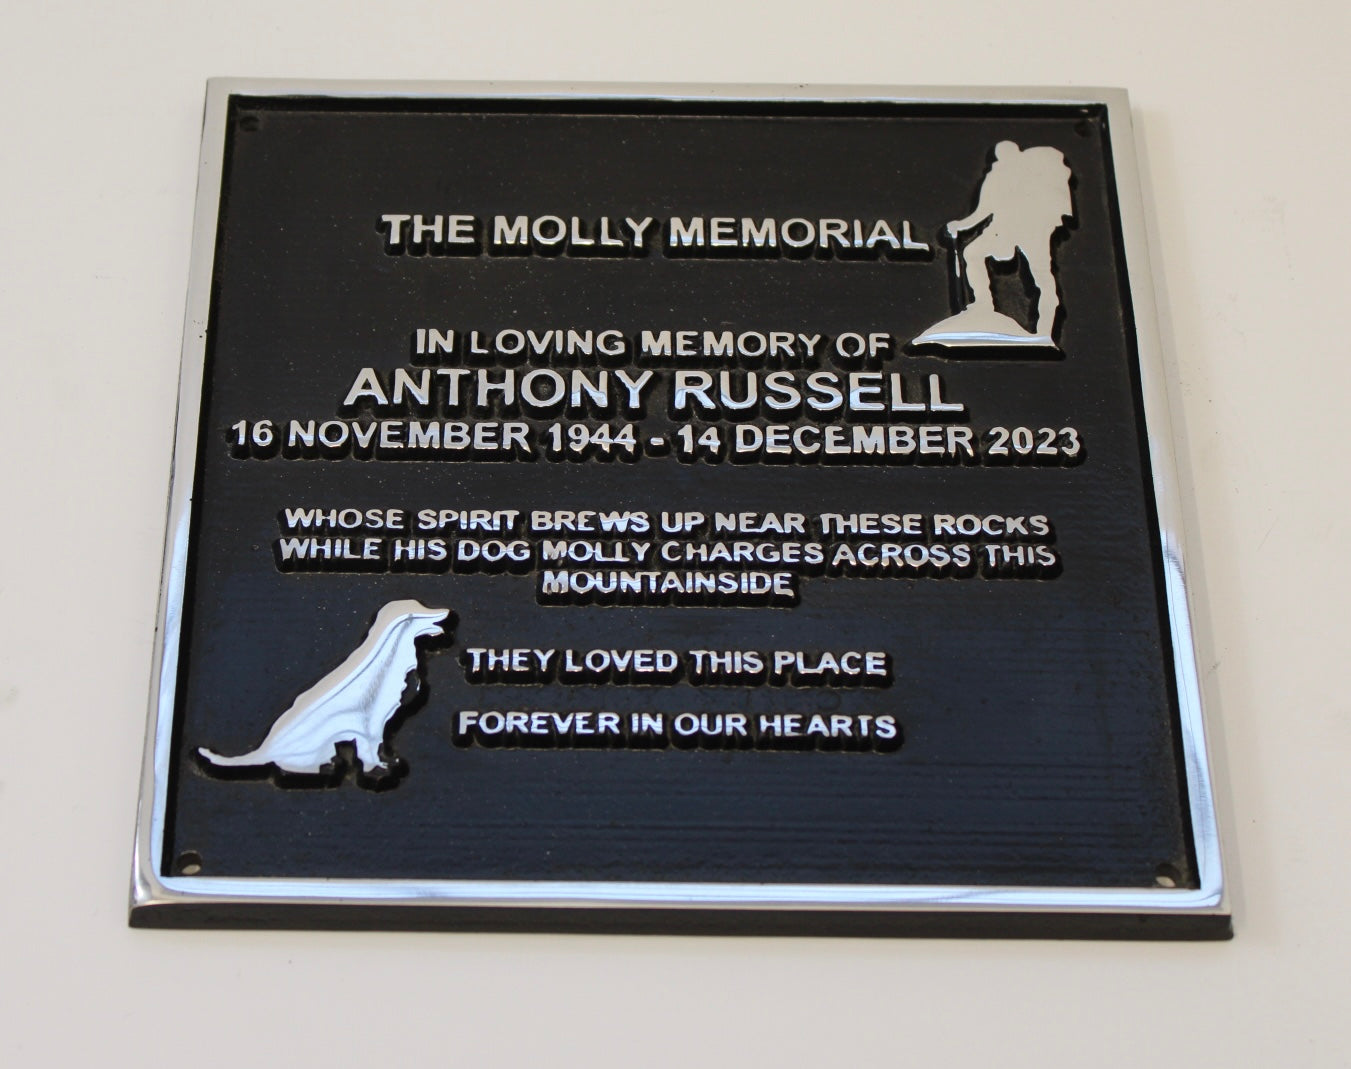 THE MOLLY MEMORIAL
IN LOVING MEMORY OF
ANTHONY RUSSELL
16 NOVEMBER 1944 - 14 DECEMBER 2023
WHOSE SPIRIT BREWS UP NEAR THESE ROCKS
WHILE HIS DOG MOLLY CHARGES ACROSS THIS
MOUNTAINSIDE
THEY LOVED THIS PLACE
FOREVER IN OUR HEARTS